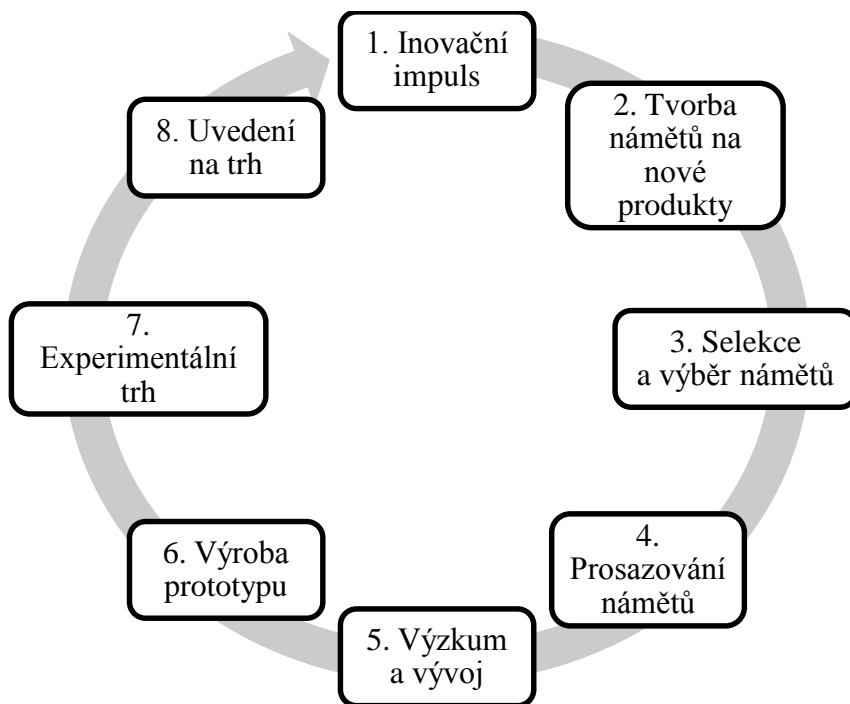 1. Inovační
impuls
2. Tvorba
námětů na
nové
produkty
3. Selekce
a výběr námětů
4.
Prosazování
námětů
5. Výzkum
a vývoj
6. Výroba
prototypu
7.
Experimentální
trh
8. Uvedení
na trh